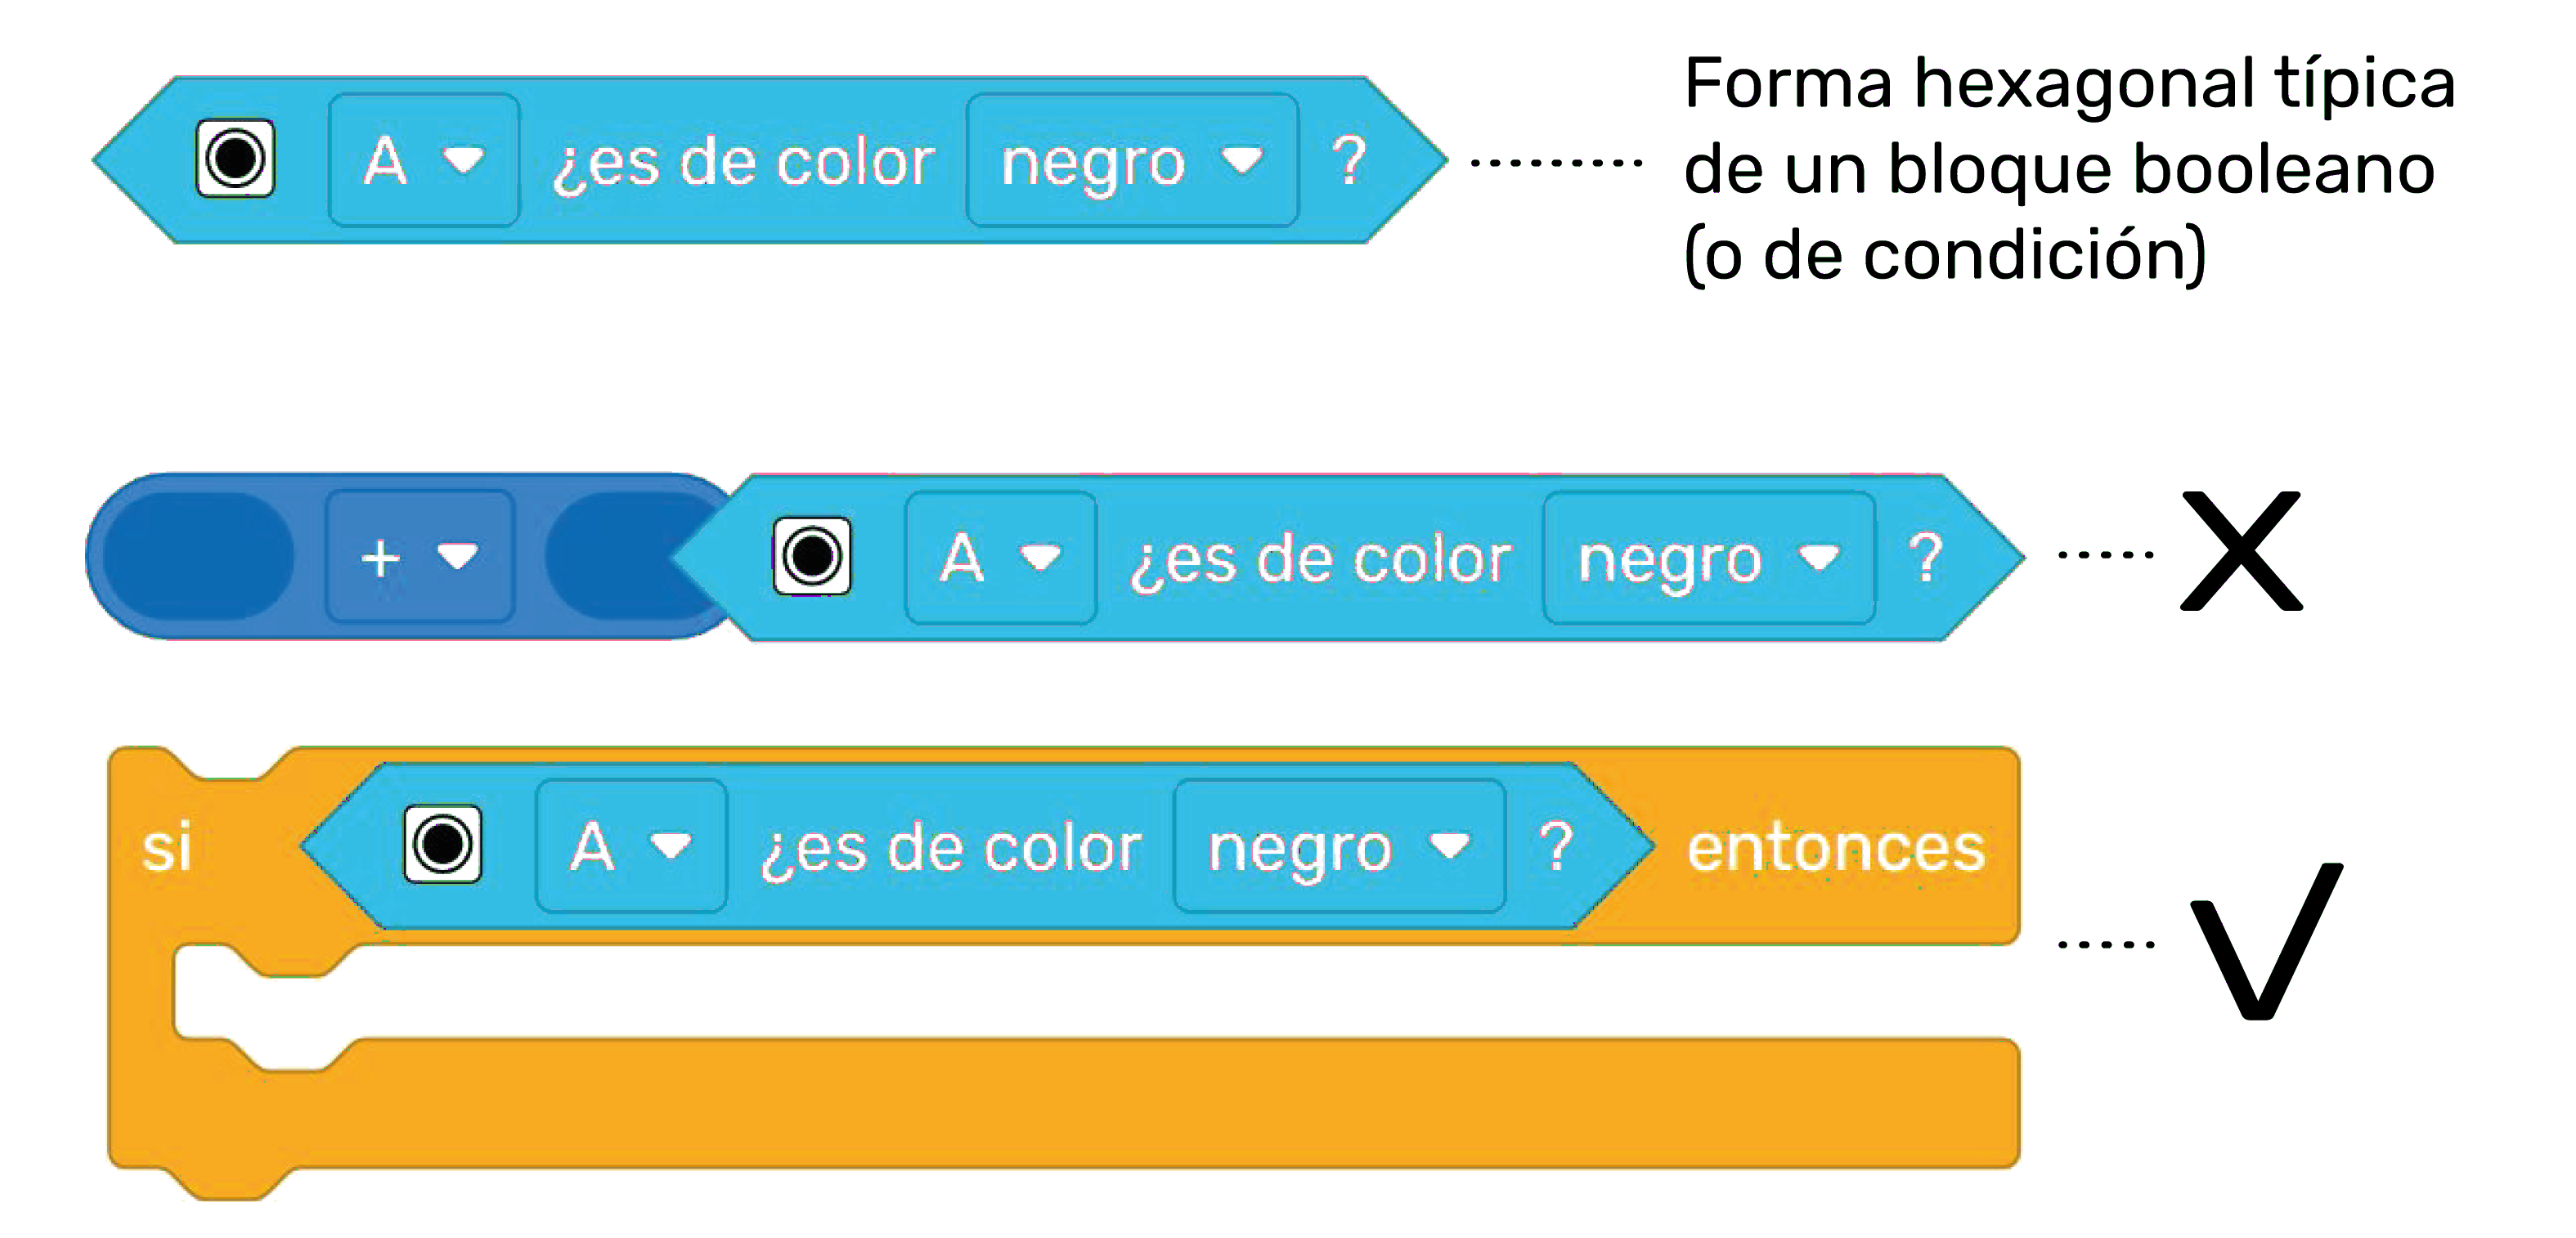 A ¿es de color negro ?
Forma hexagonal típica
de un bloque booleano
(o de condición)
+ A ¿es de color negro ?
X
si A ¿es de color negro ? entonces